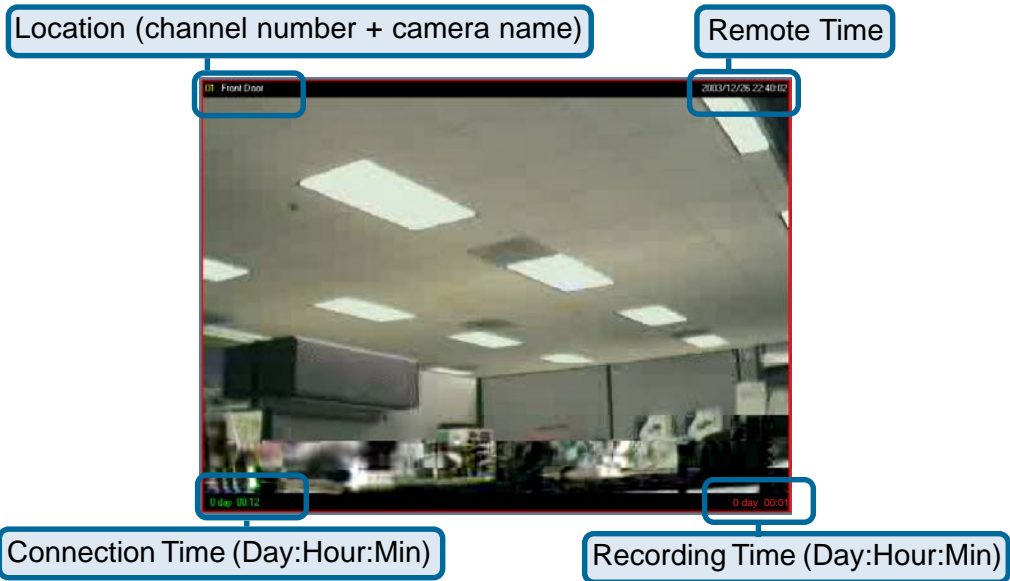 Location (channel number + camera name)
Remote Time
01 Front Door
2003/12/26 22:40:02
0 day 00:12
0 day 00:01
Connection Time (Day:Hour:Min)
Recording Time (Day:Hour:Min)